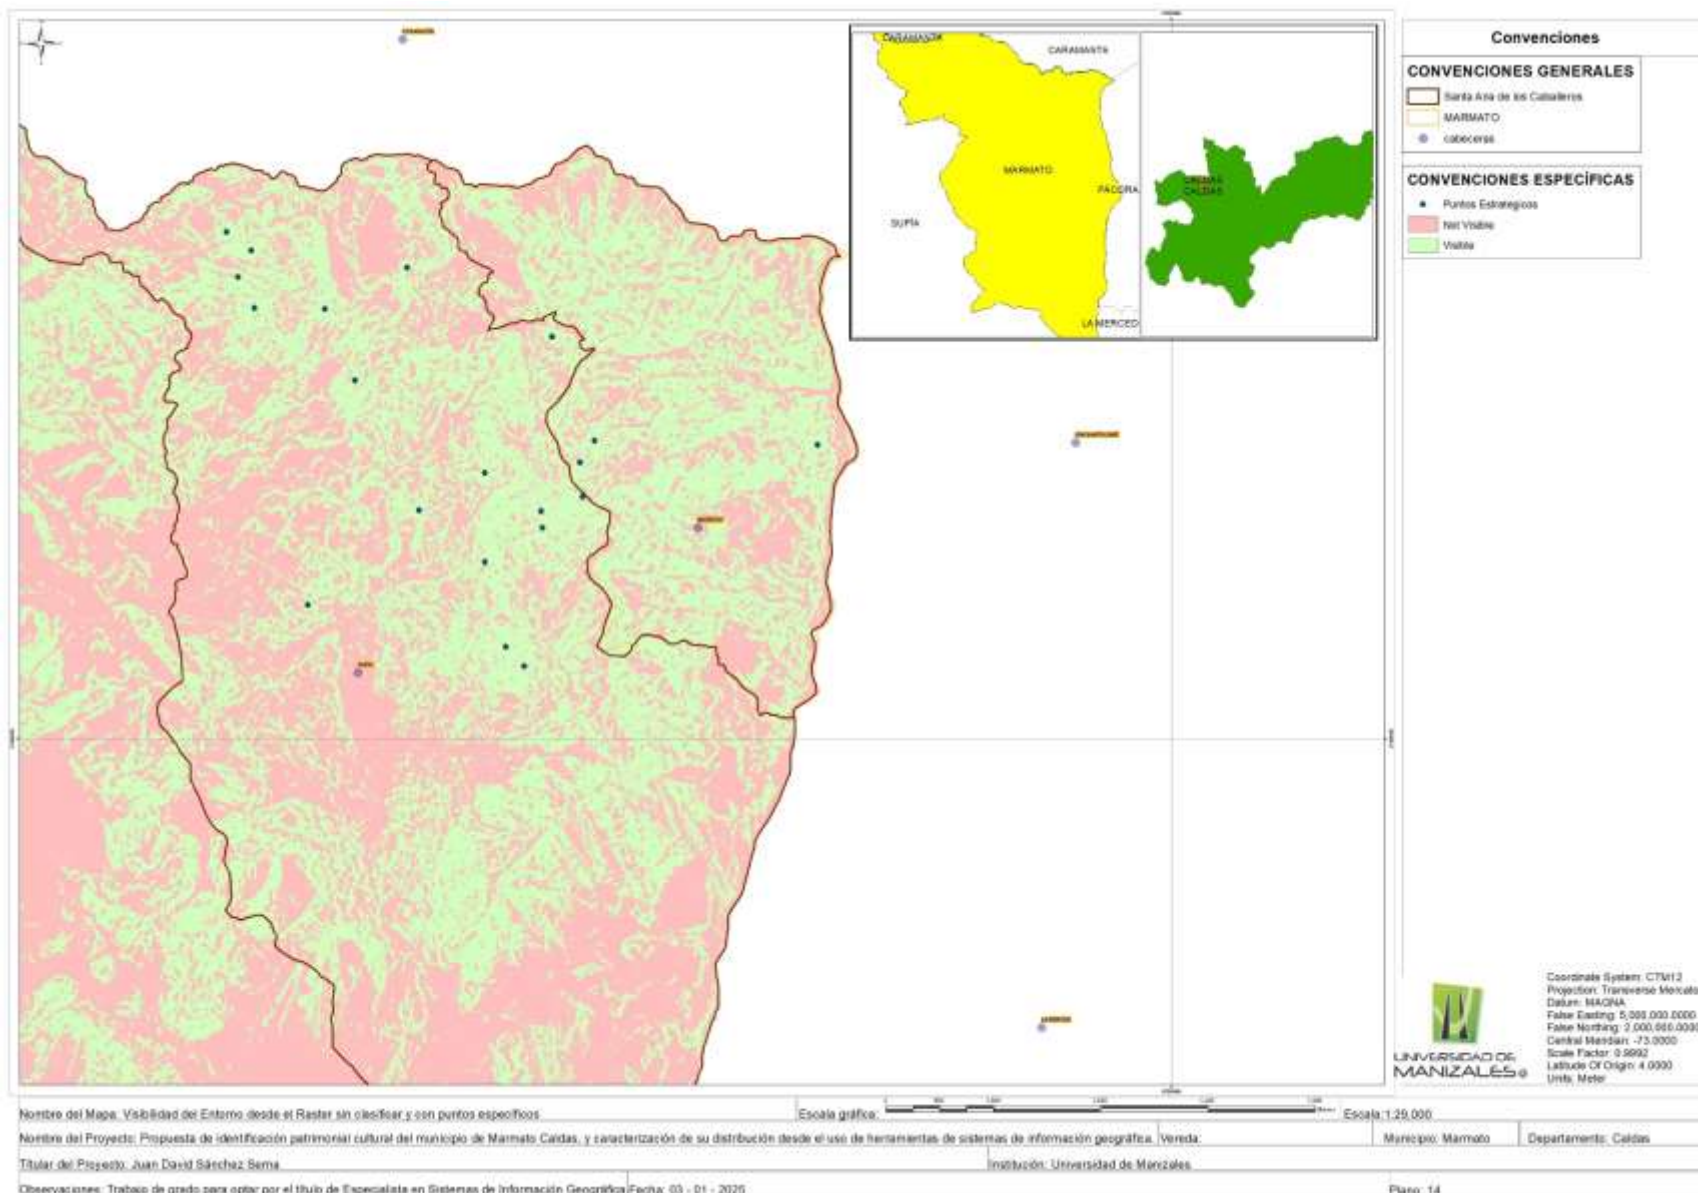 CARAMANTA
CARAMANTA
MARMATO
PÁCORA
SUPÍA
LA MERCED
CALDAS
CALDAS
Convenciones
CONVENCIONES GENERALES
Santa Ana de los Caballeros
MARMATO
cabeceras
CONVENCIONES ESPECÍFICAS
Puntos Estrategicos
Not Visible
Visible
UNIVERSIDAD DE
MANIZALES
Coordinate System: CTM12
Projection: Transverse Mercato
Datum: MAGNA
False Easting: 5,000,000.0000
False Northing: 2,000,000.0000
Central Meridian: -73.0000
Scale Factor: 0.9992
Latitude Of Origin: 4.0000
Units: Meter
Nombre del Mapa: Visibilidad del Entorno desde el Raster sin clasificar y con puntos específicos
Escala gráfica:
Escala:1:29,000
Nombre del Proyecto: Propuesta de identificación patrimonial cultural del municipio de Marmato Caldas, y caracterización de su distribución desde el uso de herramientas de sistemas de información geográfica.
Vereda:
Municipio: Marmato
Departamento: Caldas
Titular del Proyecto: Juan David Sánchez Serna
Institución: Universidad de Manizales
Observaciones: Trabajo de grado para optar por el título de Especialista en Sistemas de Información Geográfica
Fecha: 03 - 01 - 2025
Plano: 14